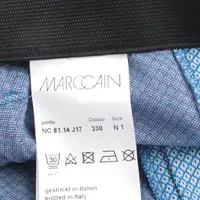 MARCCAIN
pants Colour Size
NC 81.14 J17 330 N 1
30
gestrickt in Italien
knitted in Italy